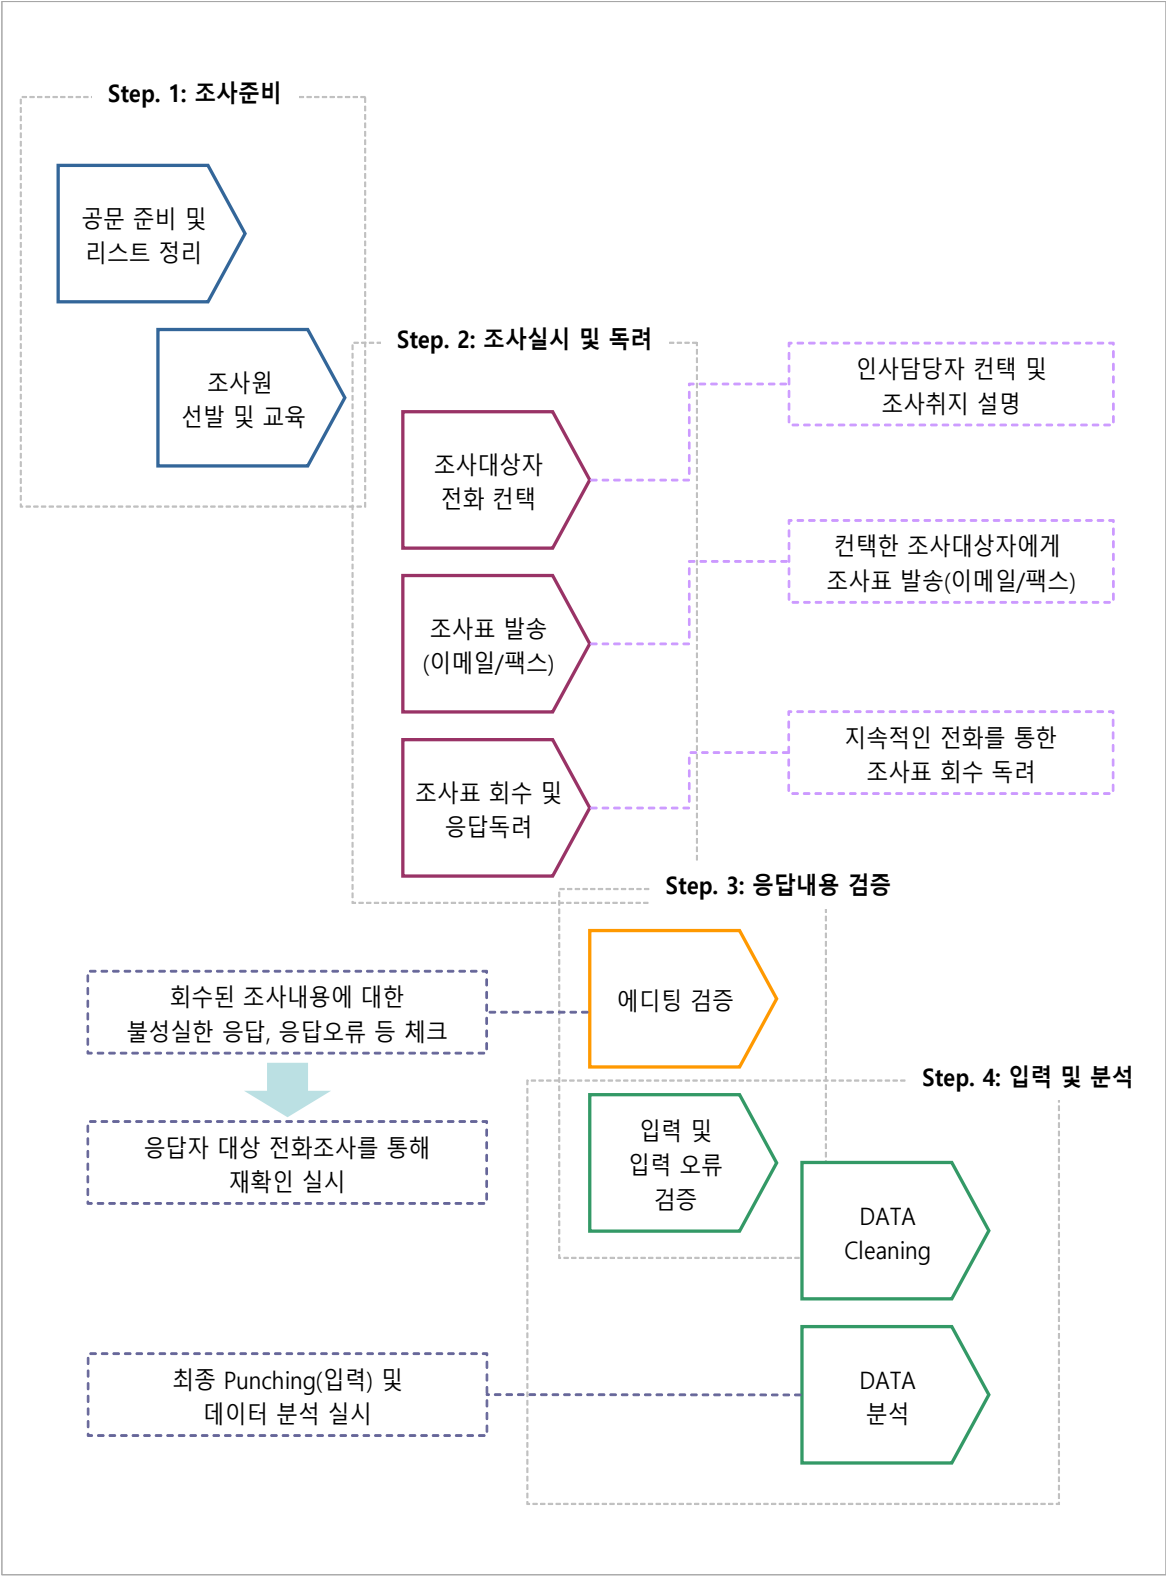 Step. 1: 조사준비
공문 준비 및
리스트 정리
조사원
선발 및 교육
Step. 2: 조사실시 및 독려
조사대상자
전화 컨택
인사담당자 컨택 및
조사취지 설명
조사표 발송
(이메일/팩스)
컨택한 조사대상자에게
조사표 발송(이메일/팩스)
조사표 회수 및
응답독려
지속적인 전화를 통한
조사표 회수 독려
Step. 3: 응답내용 검증
에디팅 검증
회수된 조사내용에 대한
불성실한 응답, 응답오류 등 체크
응답자 대상 전화조사를 통해
재확인 실시
Step. 4: 입력 및 분석
입력 및
입력 오류
검증
DATA
Cleaning
DATA
분석
최종 Punching(입력) 및
데이터 분석 실시